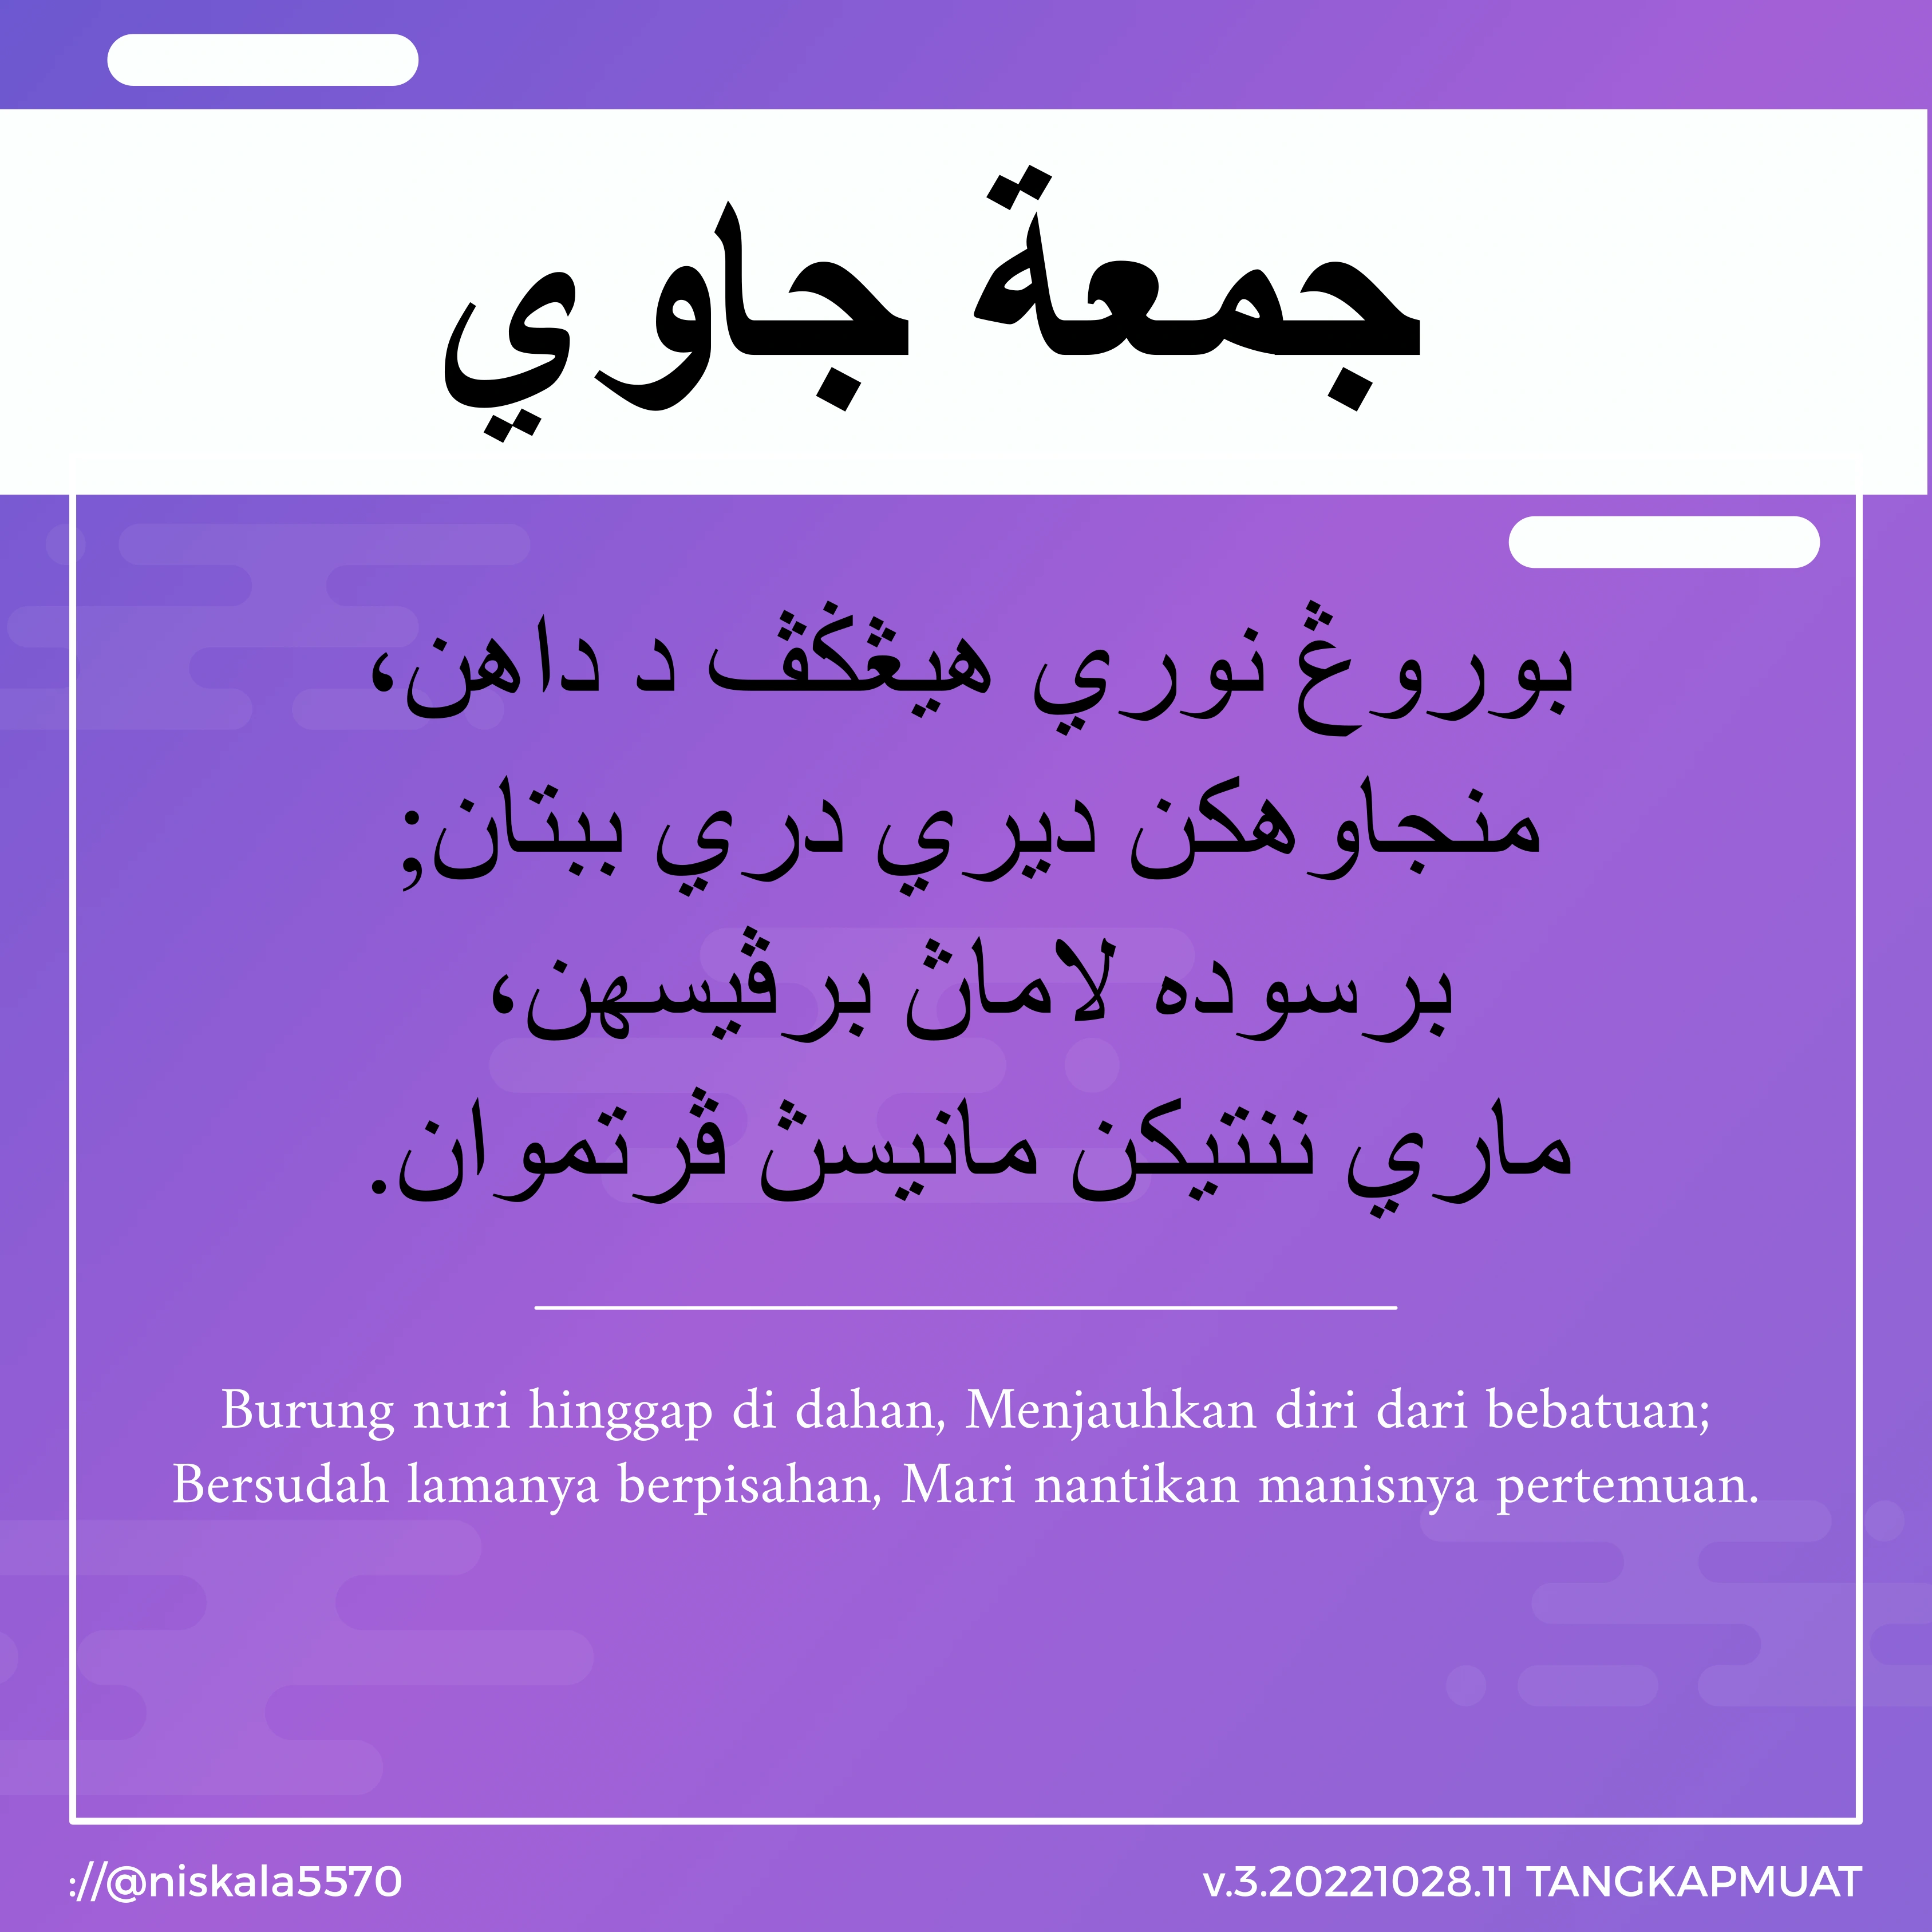 جمعة جاوي
بوروڠ نوري هيڠݢڤ د داهن،
منجاوهکن ديري دري ببتان;
برسوده لاماڽ برڤيسهن،
ماري ننتيکن مانيسڽ ڤرتموان.
Burung nuri hinggap di dahan, Menjauhkan diri dari bebatuan;
Bersudah lamanya berpisahan, Mari nantikan manisnya pertemuan.
://@niskala5570
v.3.20221028.11 TANGKAPMUAT